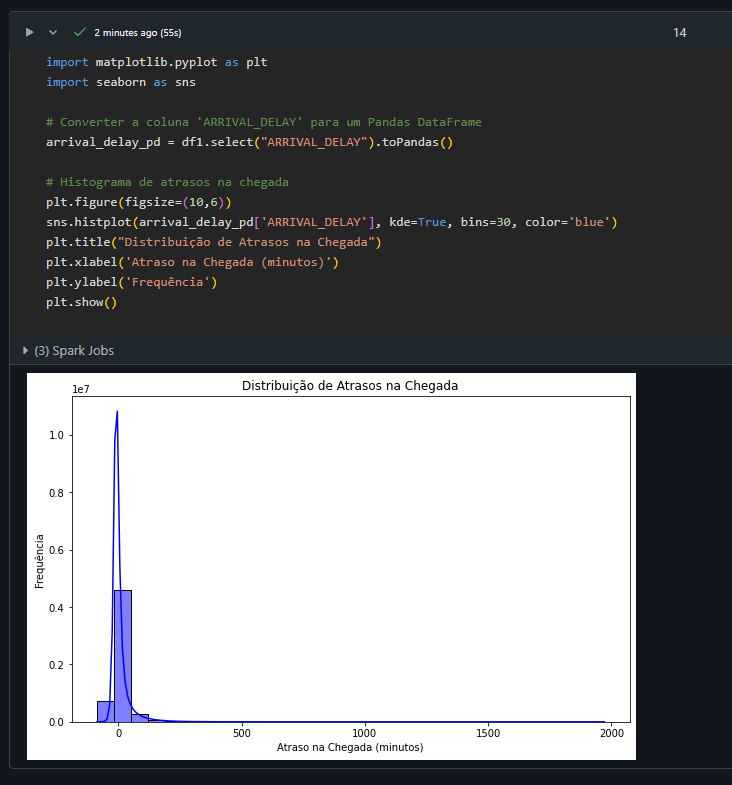 2 minutes ago (55s)
14
import matplotlib.pyplot as plt
import seaborn as sns
# Converter a coluna 'ARRIVAL_DELAY' para um Pandas DataFrame
arrival_delay_pd = df1.select("ARRIVAL_DELAY").toPandas()
# Histograma de atrasos na chegada
plt.figure(figsize=(10,6))
sns.histplot(arrival_delay_pd['ARRIVAL_DELAY'], kde=True, bins=30, color='blue')
plt.title("Distribuição de Atrasos na Chegada")
plt.xlabel('Atraso na Chegada (minutos)')
plt.ylabel('Frequência')
plt.show()
(3) Spark Jobs
Distribuição de Atrasos na Chegada
1e7
1.0
0.8
0.6
0.4
0.2
0.0
Frequência
0
500
1000
1500
2000
Atraso na Chegada (minutos)